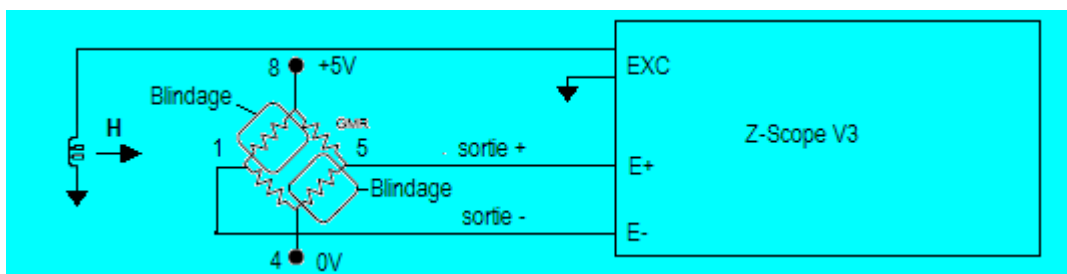 EXC
8
+5V
Blindage
H
GMR
1
5
sortie +
Z-Scope V3
E+
Blindage
sortie -
E-
4
0V